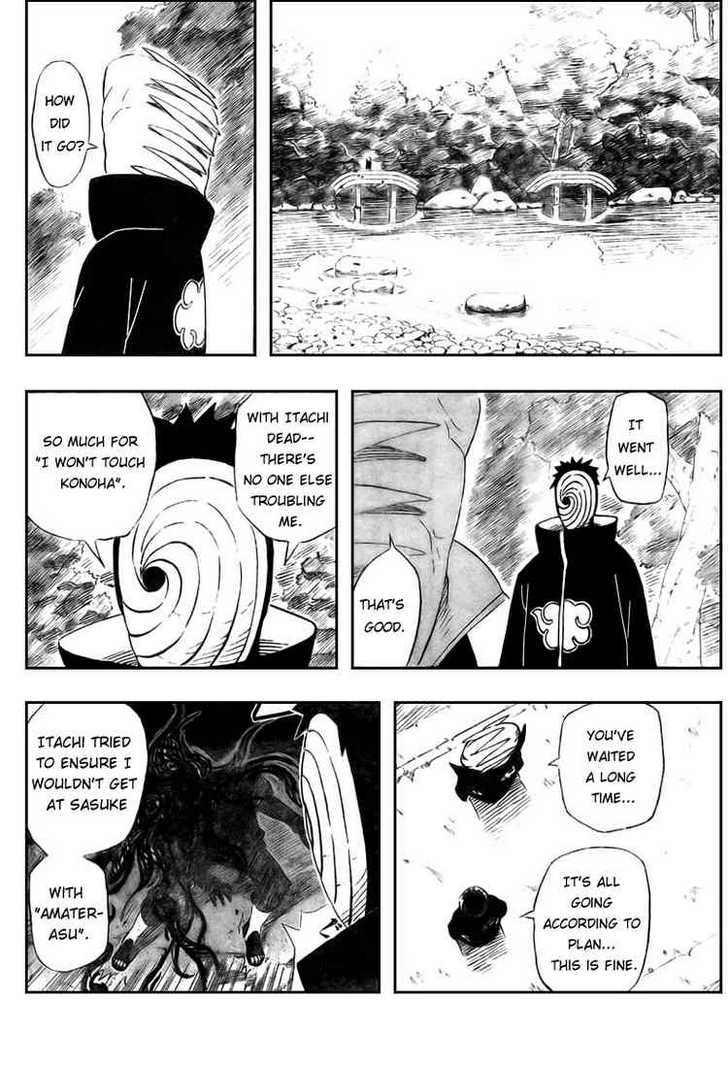 HOW
DID
IT GO?
IT
WENT
WELL...
THAT'S
GOOD.
WITH ITACHI
DEAD--
THERE'S
NO ONE ELSE
TROUBLING
ME.
SO MUCH FOR
"I WON'T TOUCH
KONOHA".
YOU'VE
WAITED
A LONG
TIME...
IT'S ALL
GOING
ACCORDING TO
PLAN...
THIS IS FINE.
ITACHI TRIED
TO ENSURE I
WOULDN'T GET
AT SASUKE
WITH
"AMATER-
ASU".